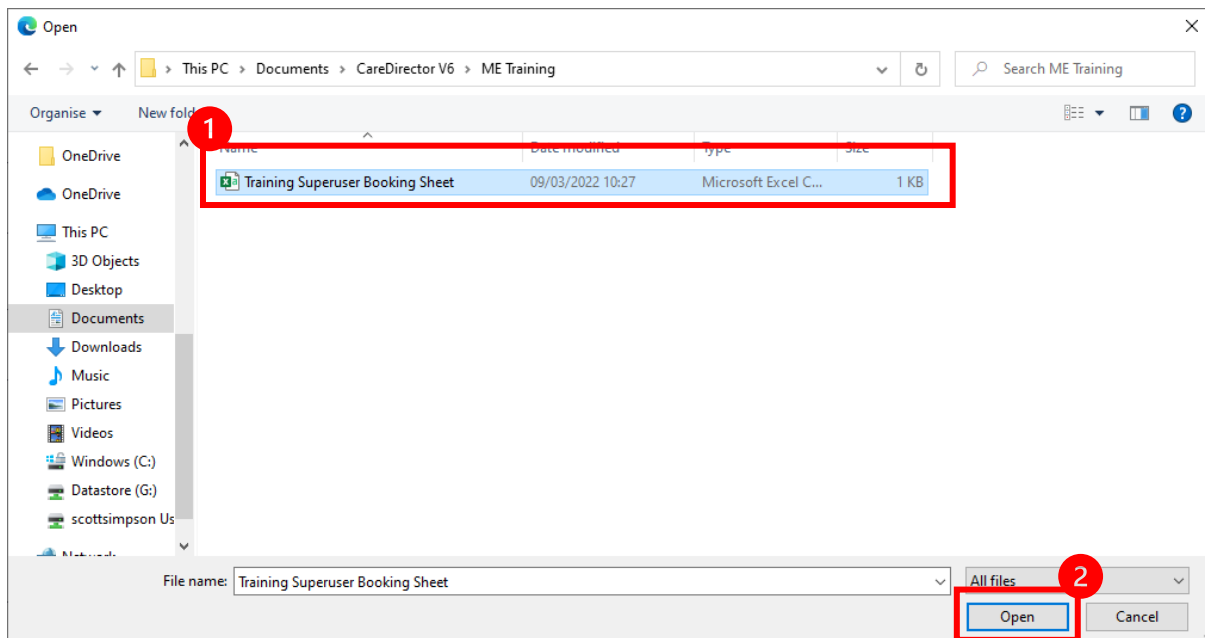 Open
This PC > Documents > CareDirector V6 > ME Training
Search ME Training
Organise
New fold
?
1
Name Date modified Type Size
Training Superuser Booking Sheet 09/03/2022 10:27 Microsoft Excel C... 1 KB
OneDrive
OneDrive
This PC
3D Objects
Desktop
Documents
Downloads
Music
Pictures
Videos
Windows (C:)
Datastore (G:)
scottsimpson Us
Network
File name: Training Superuser Booking Sheet
All files
2
Open
Cancel